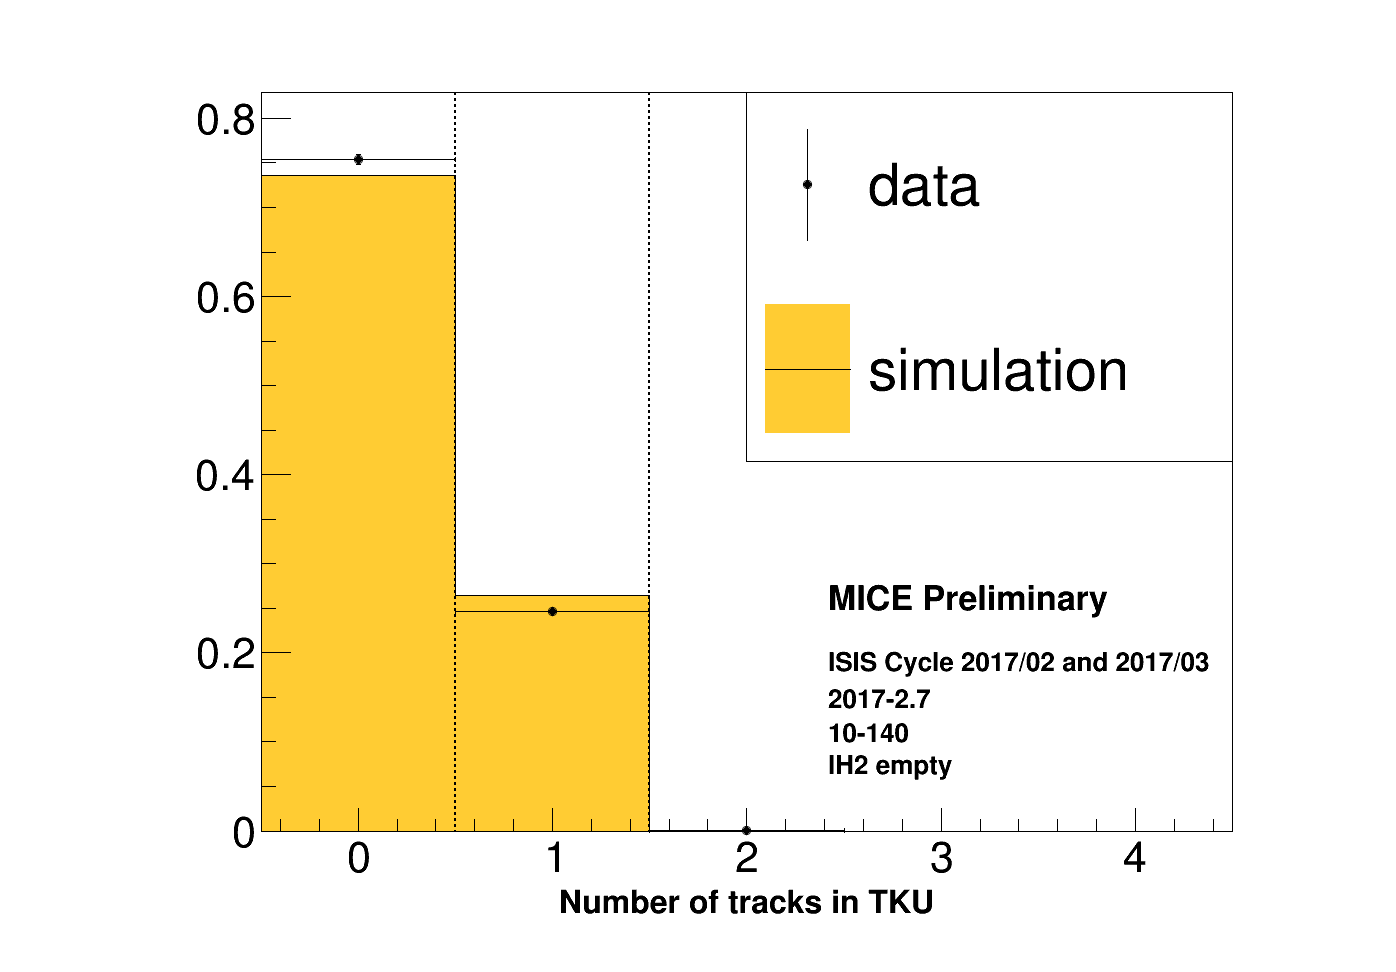 0.8
0.6
0.4
0.2
0
0 1 2 3 4
Number of tracks in TKU
data
simulation
MICE Preliminary
ISIS Cycle 2017/02 and 2017/03
2017-2.7
10-140
lH2 empty